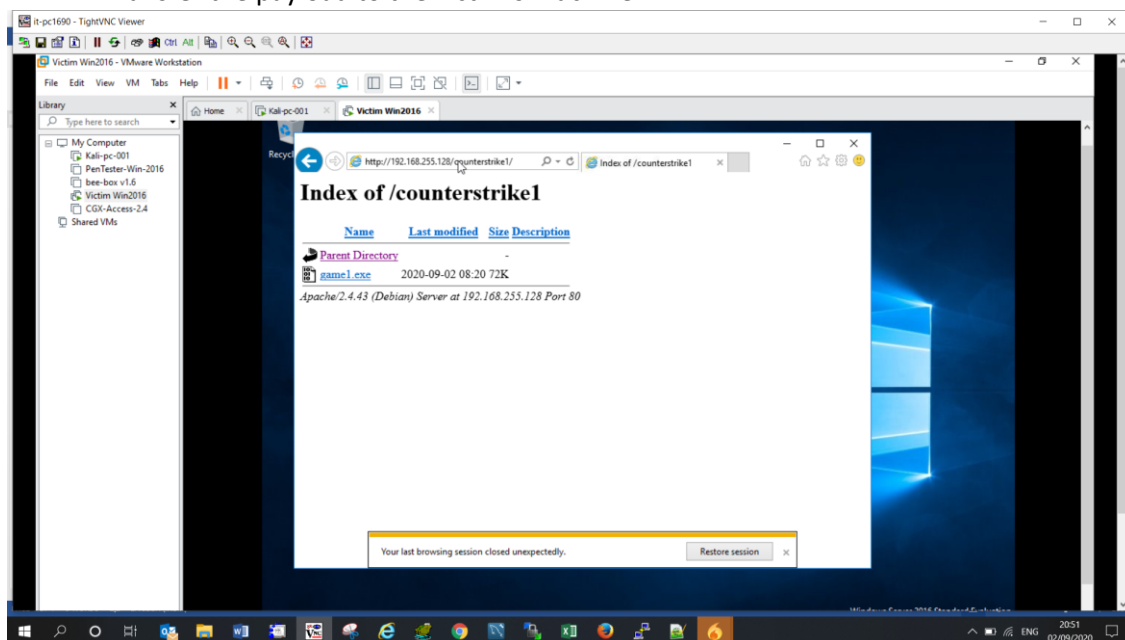 it-pc1690 - TightVNC Viewer
Ctrl Alt
Victim Win2016 - VMware Workstation
File Edit View VM Tabs Help
Library
Home Kali-pc-001 Victim Win2016
Type here to search
My Computer
Kali-pc-001
PenTester-Win-2016
bee-box v1.6
Victim Win2016
CGX-Access-2.4
Shared VMs
Recycl
http://192.168.255.128/counterstrike1/
Index of /counterstrike1
Index of /counterstrike1
Name Last modified Size Description
Parent Directory -
game1.exe 2020-09-02 08:20 72K
Apache/2.4.43 (Debian) Server at 192.168.255.128 Port 80
Your last browsing session closed unexpectedly. Restore session
ENG
20:51
02/09/2020